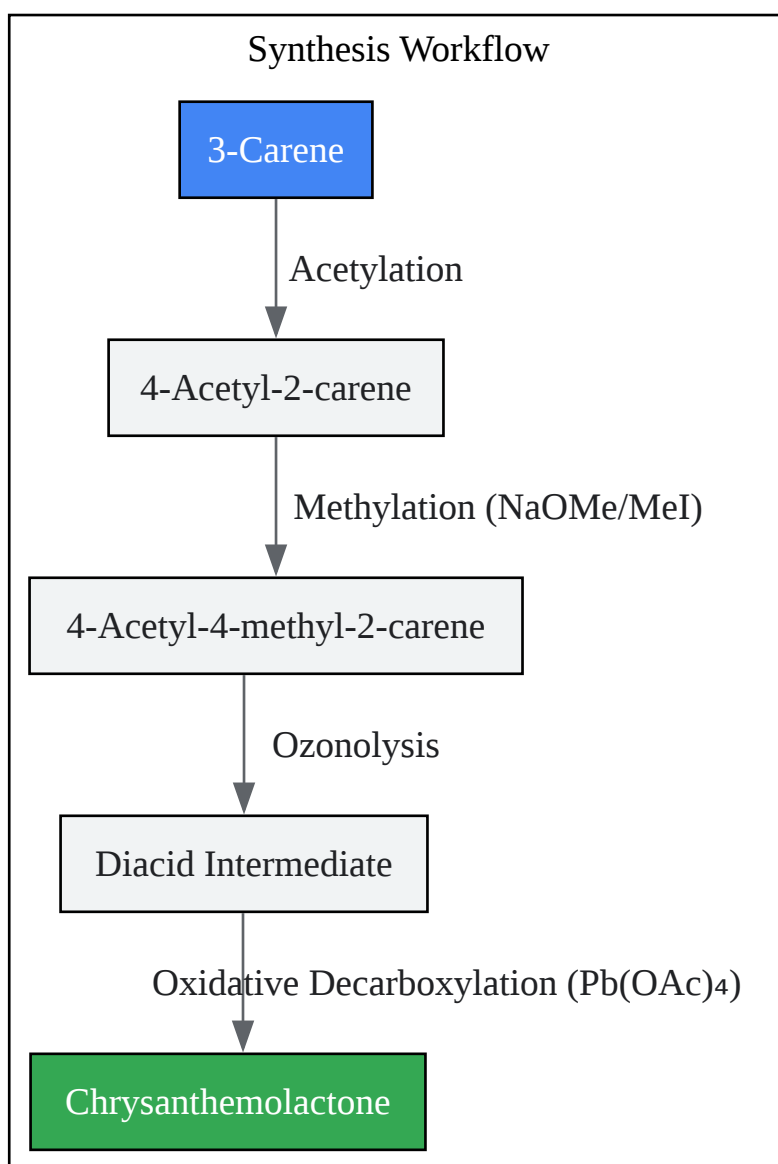 Synthesis Workflow
3-Carene
Acetylation
4-Acetyl-2-carene
Methylation (NaOMe/MeI)
4-Acetyl-4-methyl-2-carene
Ozonolysis
Diacid Intermediate
Oxidative Decarboxylation (Pb(OAc)₄)
Chrysanthemolactone